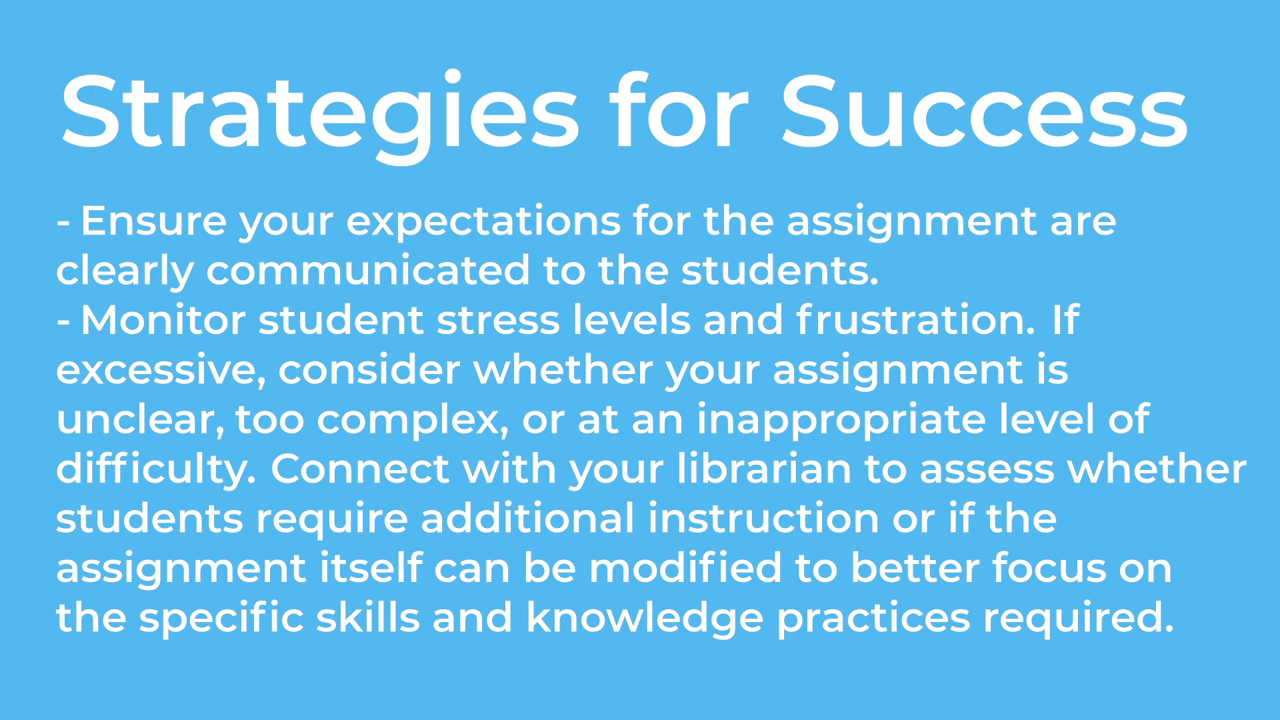 Strategies for Success
- Ensure your expectations for the assignment are
clearly communicated to the students.
- Monitor student stress levels and frustration. If
excessive, consider whether your assignment is
unclear, too complex, or at an inappropriate level of
difficulty. Connect with your librarian to assess whether
students require additional instruction or if the
assignment itself can be modified to better focus on
the specific skills and knowledge practices required.